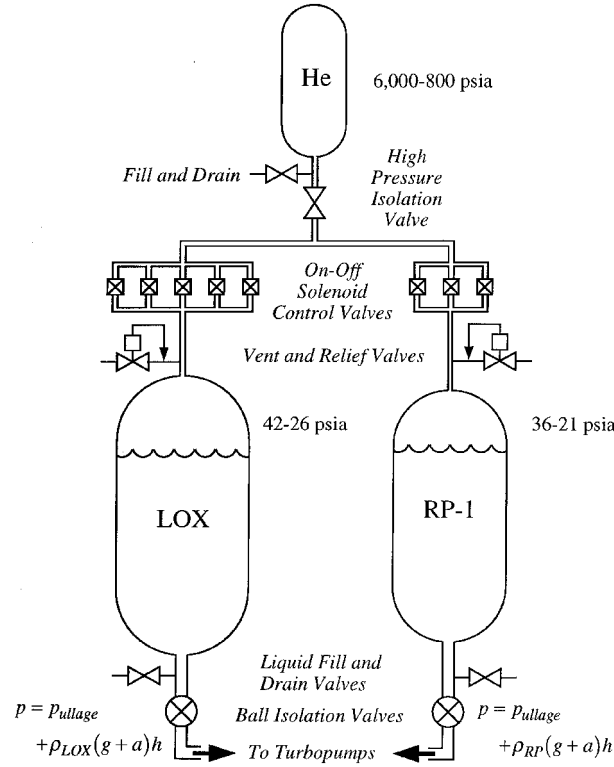 He
6,000-800 psia
Fill and Drain
High
Pressure
Isolation
Valve
On-Off
Solenoid
Control Valves
Vent and Relief Valves
42-26 psia
36-21 psia
LOX
RP-1
Liquid Fill and
Drain Valves
p = p_ullage
Ball Isolation Valves
p = p_ullage
+ρ_LOX(g+a)h
To Turbopumps
+ρ_RP(g+a)h